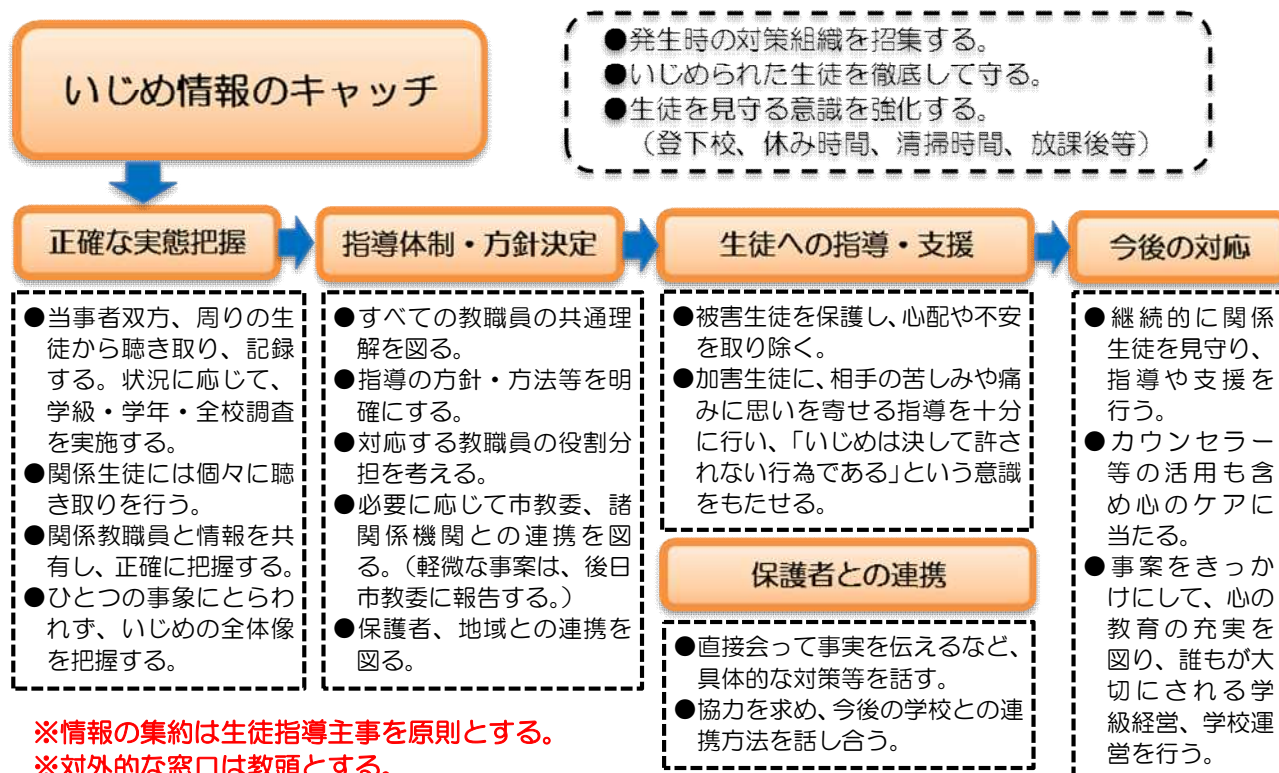 いじめ情報のキャッチ
●発生時の対策組織を招集する。
●いじめられた生徒を徹底して守る。
●生徒を見守る意識を強化する。
（登下校、休み時間、清掃時間、放課後等）
正確な実態把握
●当事者双方、周りの生
徒から聴き取り、記録
する。状況に応じて、
学級・学年・全校調査
を実施する。
●関係生徒には個々に聴
き取りを行う。
●関係教職員と情報を共
有し、正確に把握する。
●ひとつの事象にとらわ
れず、いじめの全体像
を把握する。
指導体制・方針決定
●すべての教職員の共通理
解を図る。
●指導の方針・方法等を明
確にする。
●対応する教職員の役割分
担を考える。
●必要に応じて市教委、諸
関係機関との連携を図
る。（軽微な事案は、後日
市教委に報告する。）
●保護者、地域との連携を
図る。
生徒への指導・支援
●被害生徒を保護し、心配や不安
を取り除く。
●加害生徒に、相手の苦しみや痛
みに思いを寄せる指導を十分
に行い、「いじめは決して許さ
れない行為である」という意識
をもたせる。
保護者との連携
●直接会って事実を伝えるなど、
具体的な対策等を話す。
●協力を求め、今後の学校との連
携方法を話し合う。
今後の対応
●継続的に関係
生徒を見守り、
指導や支援を
行う。
●カウンセラー
等の活用も含
め心のケアに
当たる。
●事案をきっか
けにして、心の
教育の充実を
図り、誰もが大
切にされる学
級経営、学校運
営を行う。
※情報の集約は生徒指導主事を原則とする。
※対外的な窓口は教頭とする。